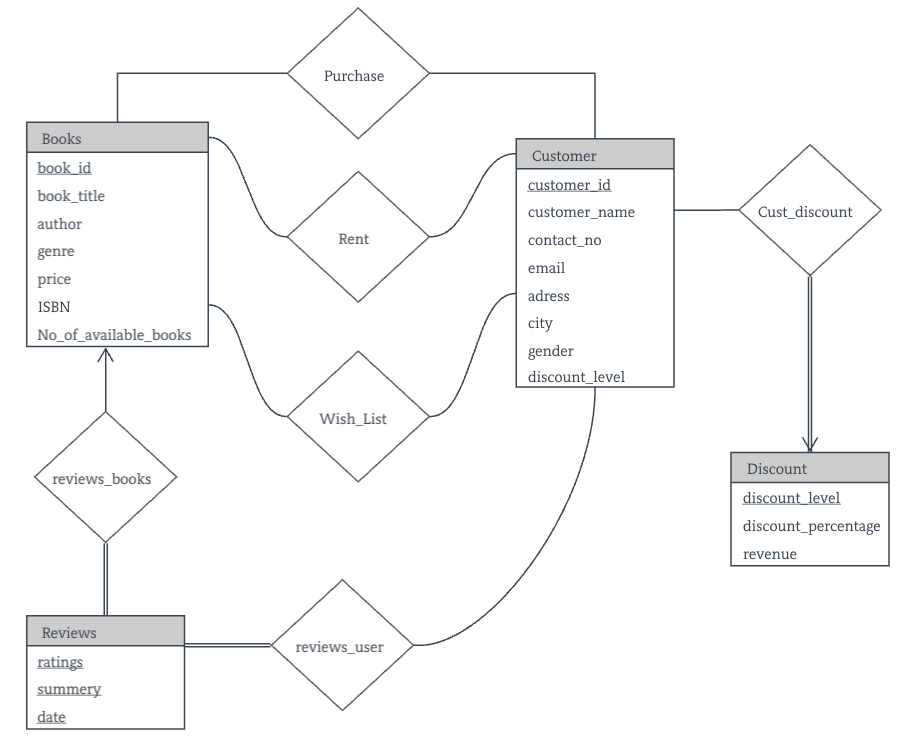 Purchase
Books
book_id
book_title
author
genre
price
ISBN
No_of_available_books
Rent
Wish_List
Customer
customer_id
customer_name
contact_no
email
adress
city
gender
discount_level
Cust_discount
Discount
discount_level
discount_percentage
revenue
reviews_books
Reviews
ratings
summery
date
reviews_user